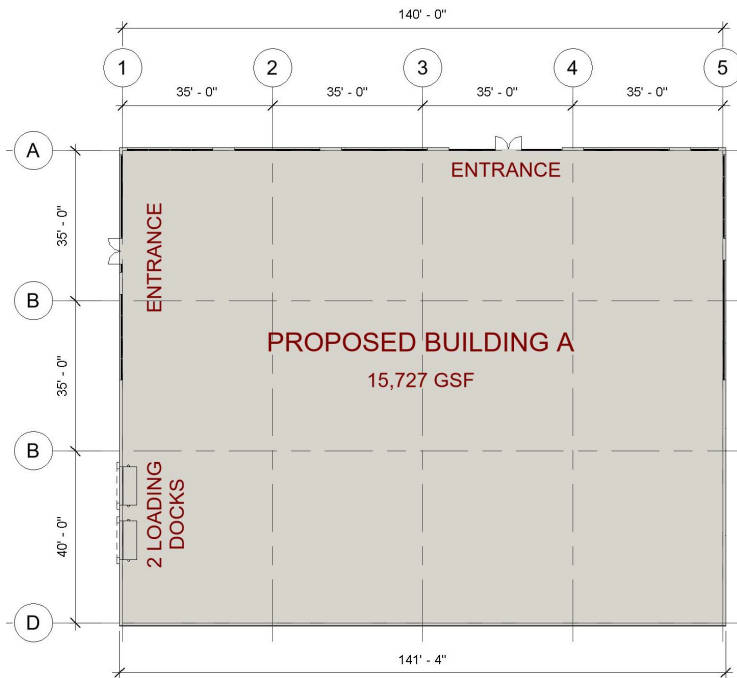 140' - 0"
1
2
3
4
5
35' - 0"
35' - 0"
35' - 0"
35' - 0"
A
ENTRANCE
35' - 0"
ENTRANCE
B
PROPOSED BUILDING A
15,727 GSF
35' - 0"
B
2 LOADING
DOCKS
40' - 0"
D
141' - 4"